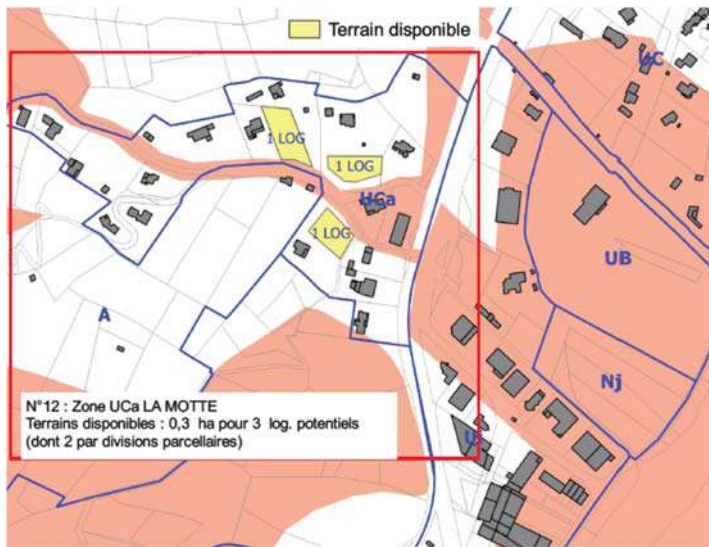 Terrain disponible
UC
1 LOG
1 LOG
UCa
1 LOG
UB
A
Nj
N°12 : Zone UCa LA MOTTE
Terrains disponibles : 0,3 ha pour 3 log. potentiels
(dont 2 par divisions parcellaires)